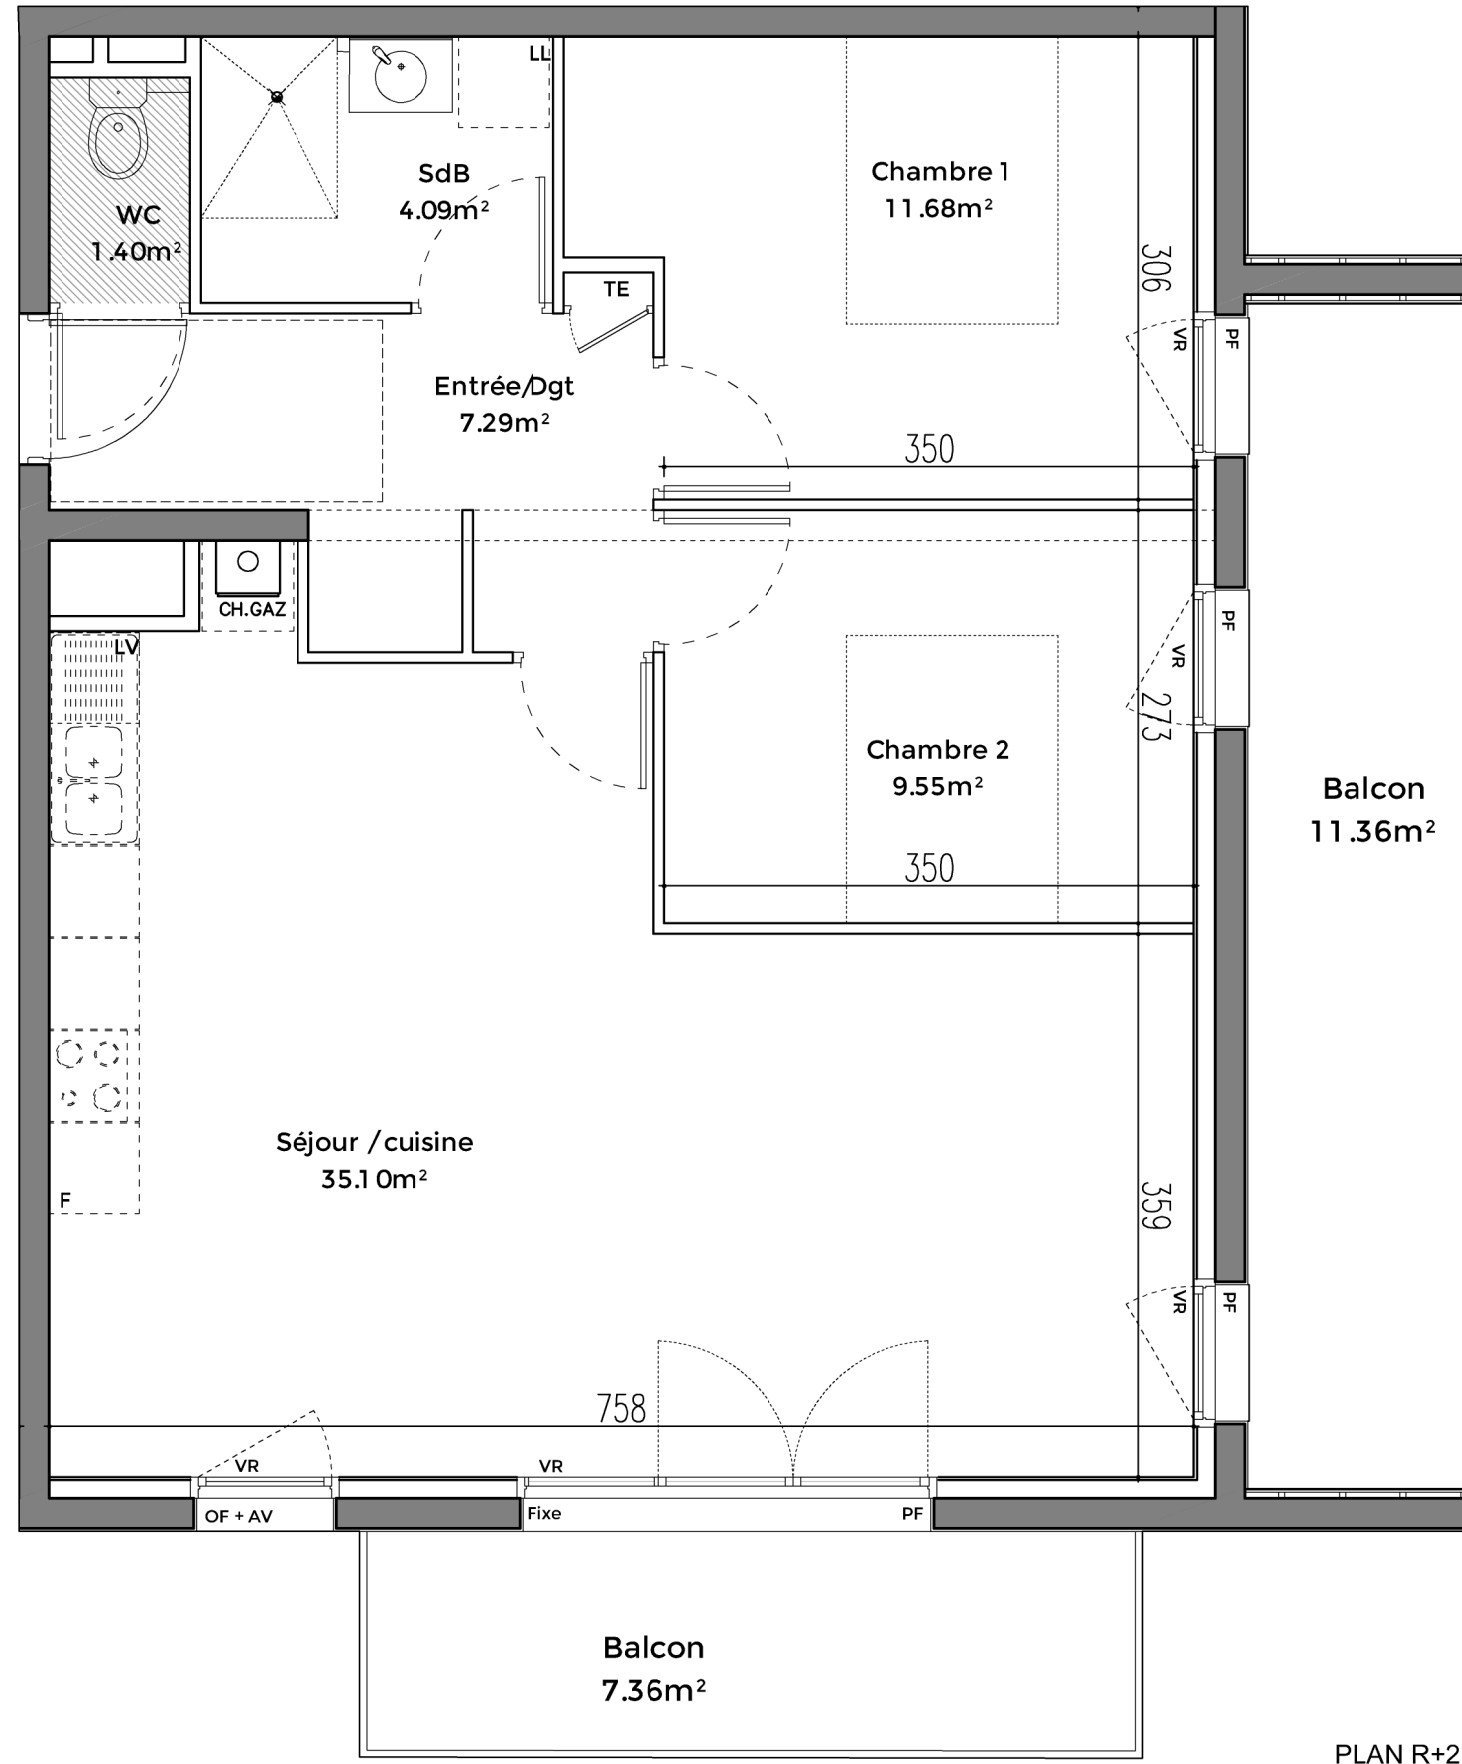 LL
SdB
4.09m²
Chambre 1
11.68m²
WC
1.40m²
306
TE
VR
PF
Entrée/Dgt
7.29m²
350
CH.GAZ
LV
PF
VR
273
Chambre 2
9.55m²
Balcon
11.36m²
350
Séjour / cuisine
35.10m²
F
359
VR
PF
758
VR
VR
OF + AV
Fixe
PF
Balcon
7.36m²
PLAN R+2